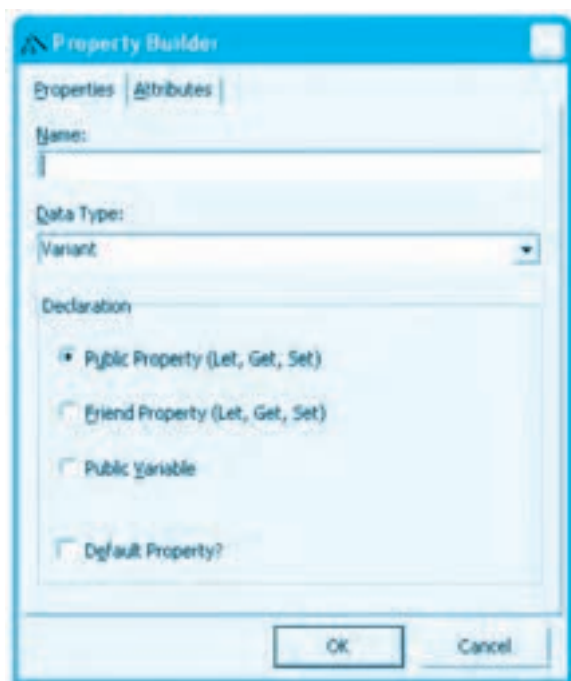 Property Builder
Properties Attributes
Name:
Data Type:
Variant
Declaration
Public Property (Let, Get, Set)
Friend Property (Let, Get, Set)
Public Variable
Default Property?
OK Cancel